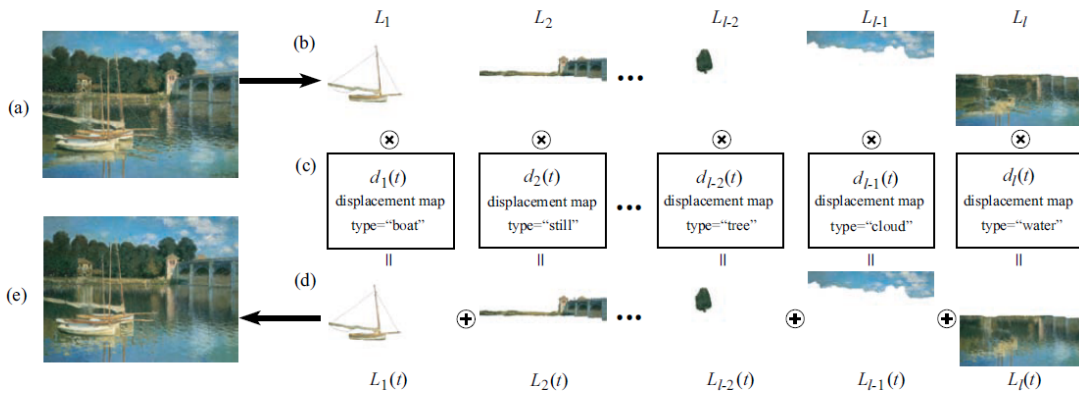 (b) L1 L2 Ll-2 Ll-1 Ll
(a)
•••
(c)
d1(t) d2(t) dl-2(t) dl-1(t) dl(t)
displacement map displacement map ••• displacement map displacement map displacement map
type=“boat” type=“still” type=“tree” type=“cloud” type=“water”
= = = = =
(d)
(e)
•••
L1(t) L2(t) Ll-2(t) Ll-1(t) Ll(t)